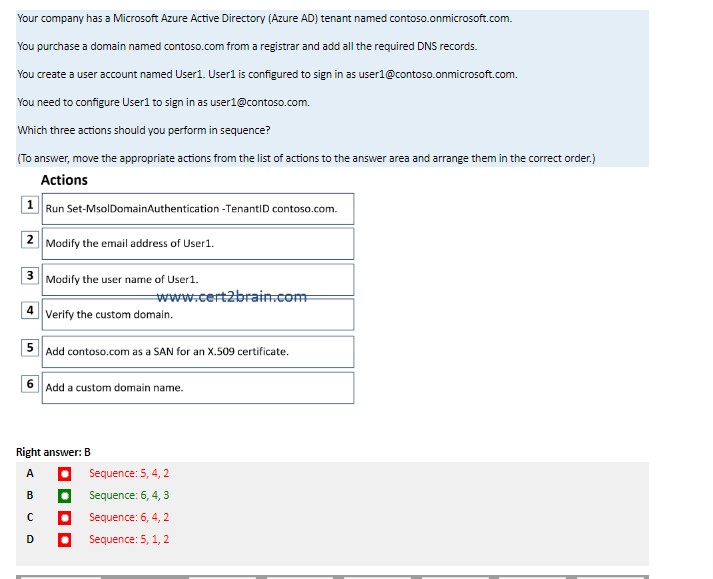 Your company has a Microsoft Azure Active Directory (Azure AD) tenant named contoso.onmicrosoft.com.
You purchase a domain named contoso.com from a registrar and add all the required DNS records.
You create a user account named User1. User1 is configured to sign in as user1@contoso.onmicrosoft.com.
You need to configure User1 to sign in as user1@contoso.com.
Which three actions should you perform in sequence?
(To answer, move the appropriate actions from the list of actions to the answer area and arrange them in the correct order.)
Actions
1 Run Set-MsolDomainAuthentication -TenantID contoso.com.
2 Modify the email address of User1.
3 Modify the user name of User1.
www.cert2brain.com
4 Verify the custom domain.
5 Add contoso.com as a SAN for an X.509 certificate.
6 Add a custom domain name.
Right answer: B
A Sequence: 5, 4, 2
B Sequence: 6, 4, 3
C Sequence: 6, 4, 2
D Sequence: 5, 1, 2